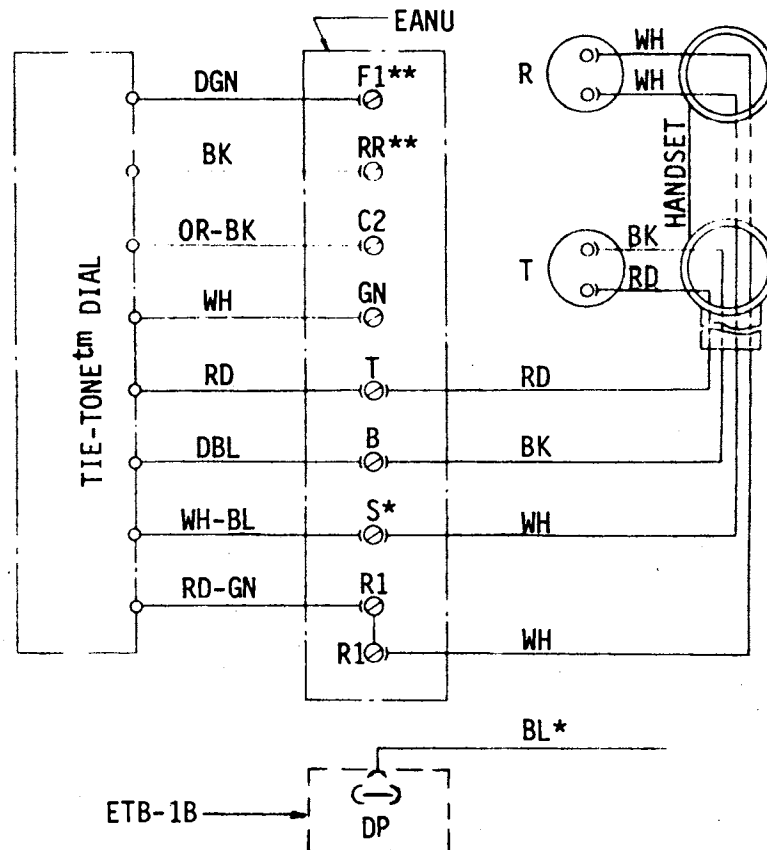 EANU
DGN F1** R WH
WH
BK RR**
HANDSET
OR-BK C2 BK
T RD
WH GN
TIE-TONEtm DIAL
RD T RD
DBL B BK
WH-BL S* WH
RD-GN R1
R1 WH
BL*
ETB-1B
DP